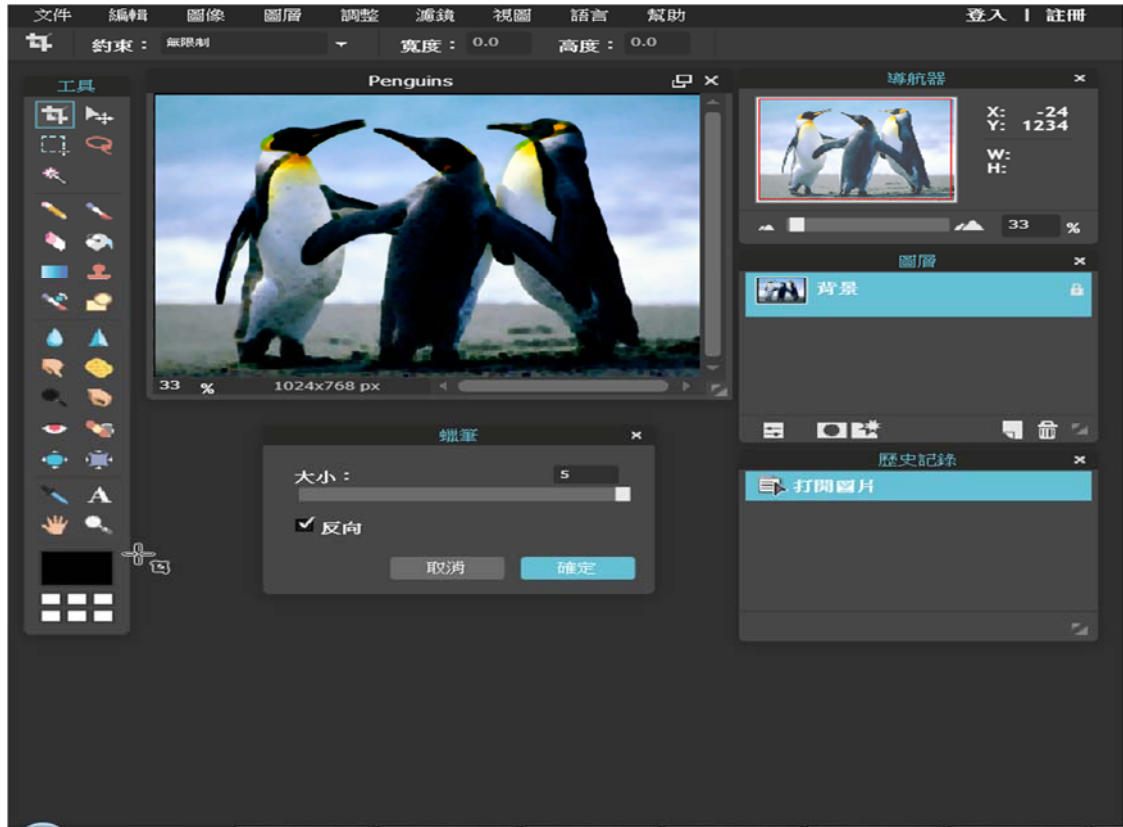 文件 編輯 圖像 圖層 調整 濾鏡 視圖 語言 幫助 登入 | 註冊
約束： 無限制 寬度： 0.0 高度： 0.0
工具
Penguins
33 % 1024x768 px
導航器
X: -24
Y: 1234
W:
H:
33 %
圖層
背景
歷史記錄
打開圖片
蠟筆
大小： 5
反向
取消 確定
A